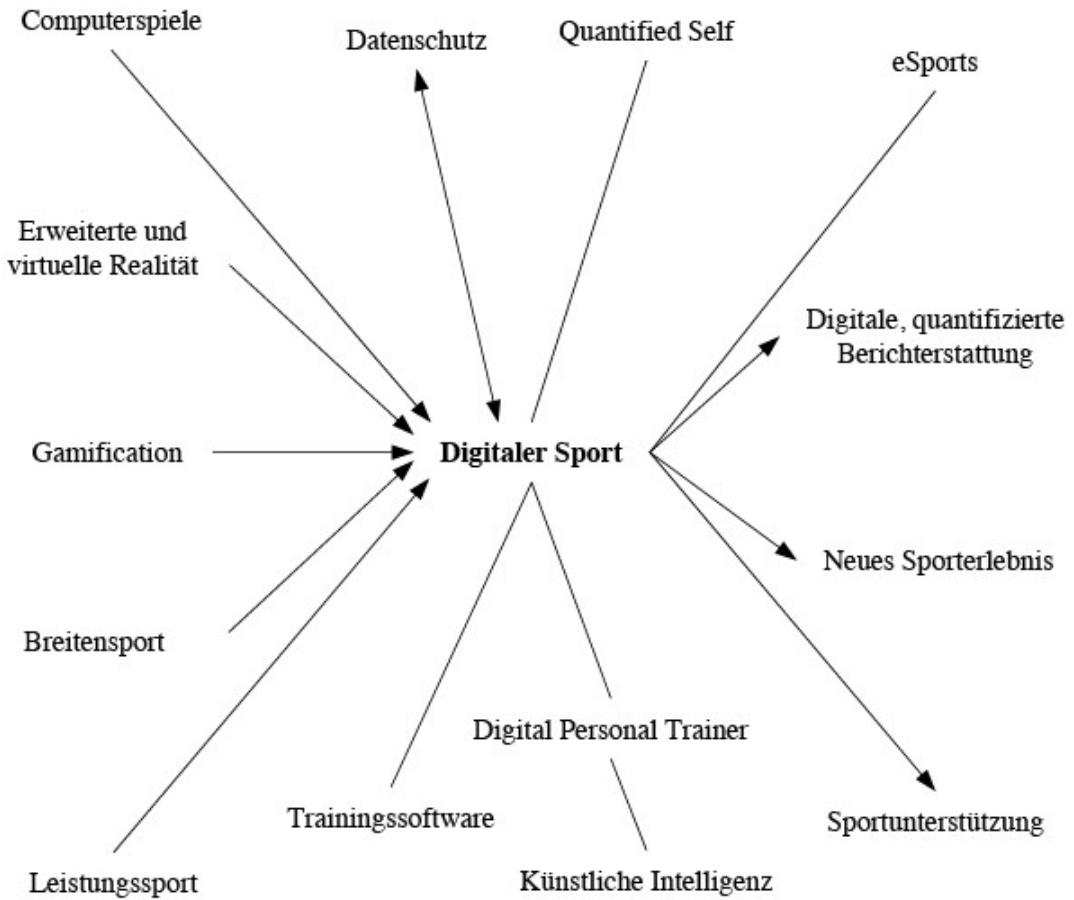 Computerspiele
Datenschutz
Quantified Self
eSports
Erweiterte und
virtuelle Realität
Digitale, quantifizierte
Berichterstattung
Gamification
Digitaler Sport
Neues Sporterlebnis
Breitensport
Digital Personal Trainer
Trainingssoftware
Sportunterstützung
Leistungssport
Künstliche Intelligenz